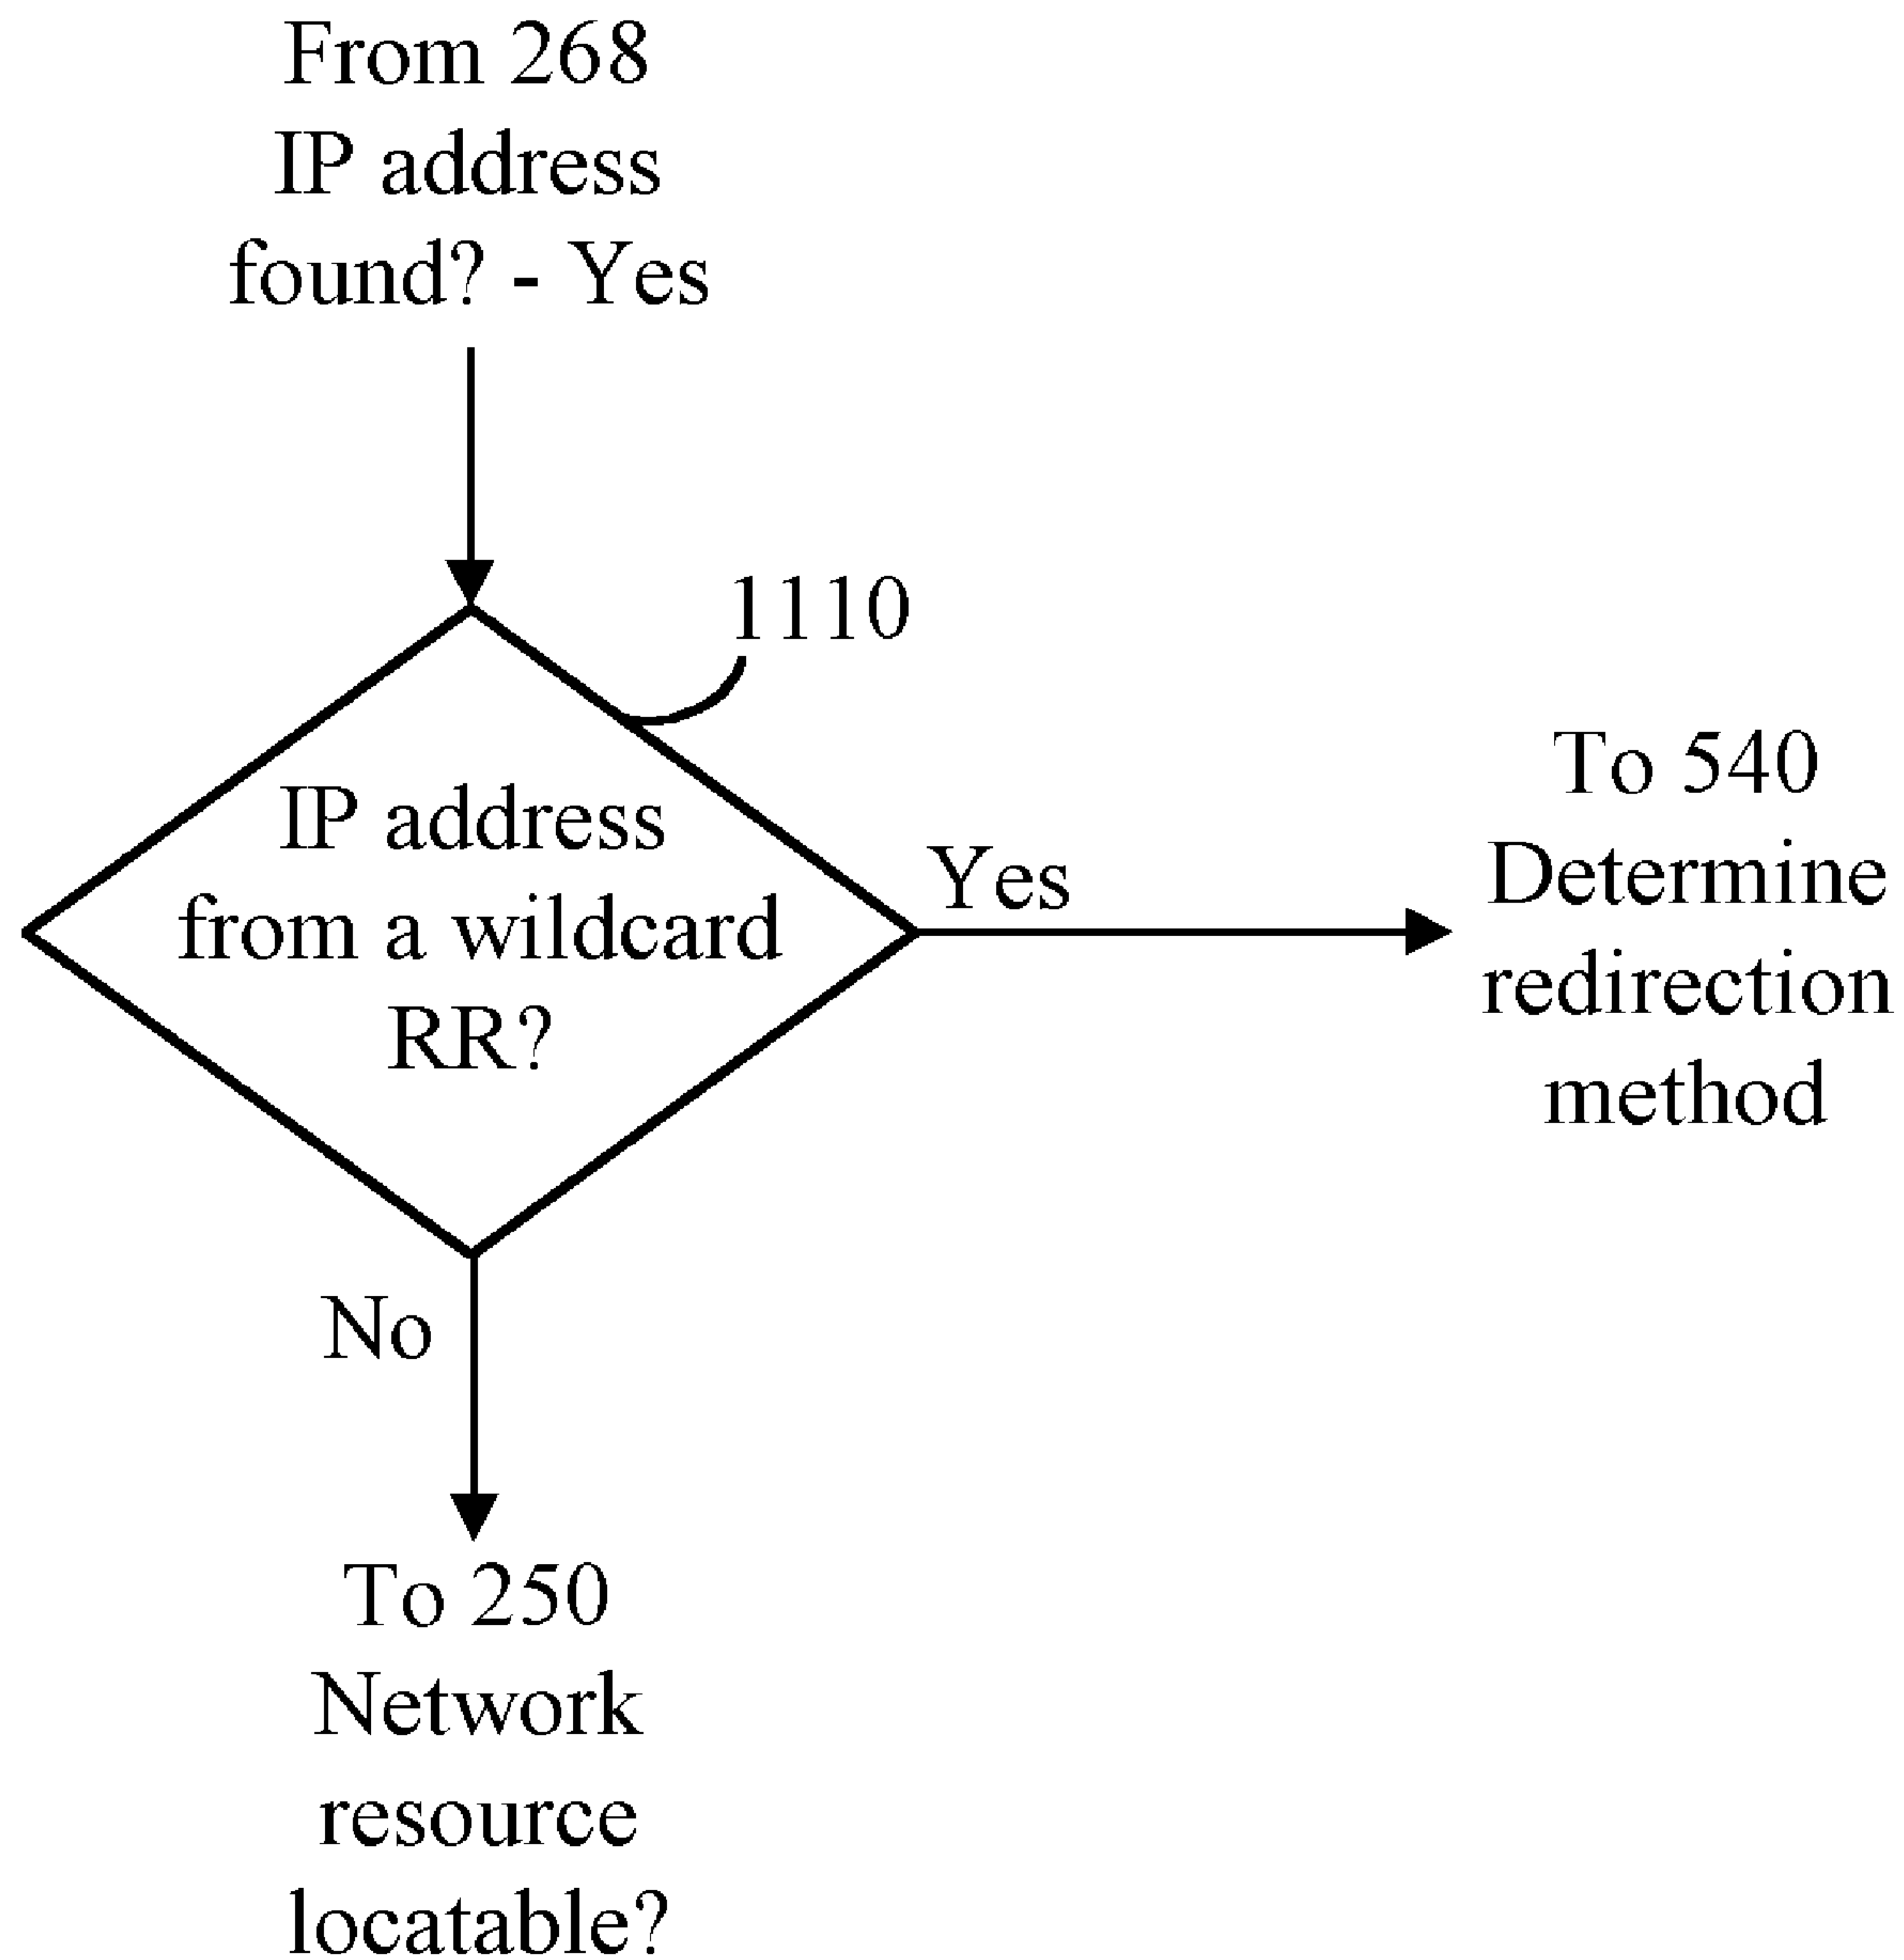 From 268
IP address
found? - Yes
1110
IP address
from a wildcard
RR?
Yes
To 540
Determine
redirection
method
No
To 250
Network
resource
locatable?